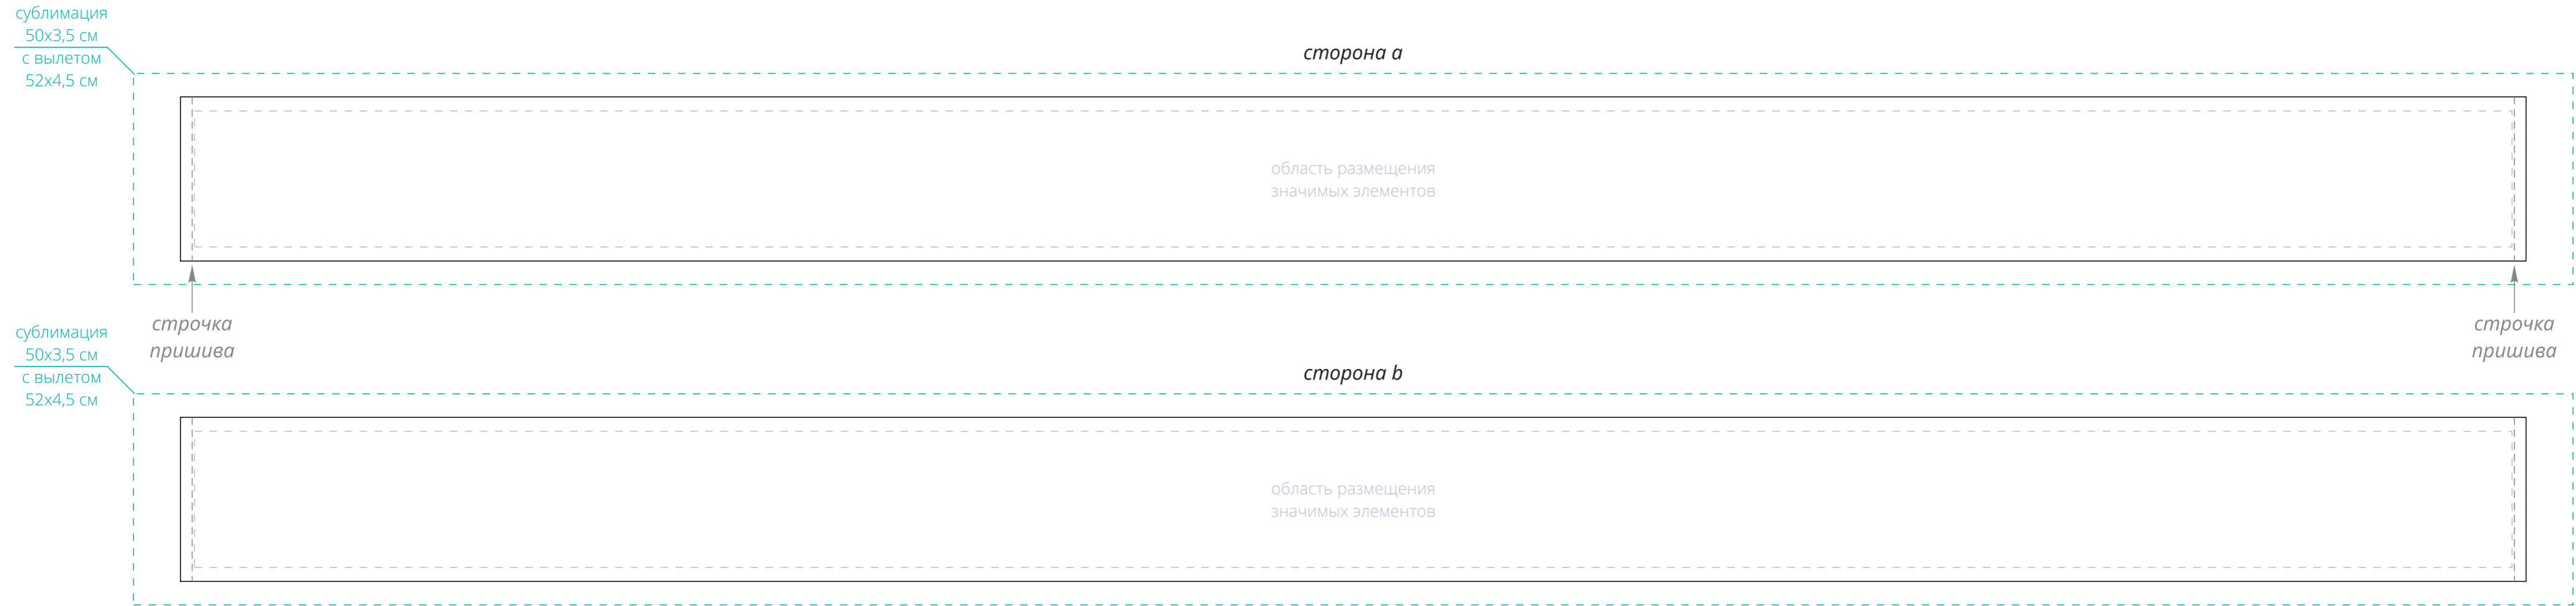 сублимация
50х3,5 см
с вылетом
52х4,5 см
сторона a
область размещения
значимых элементов
строчка
пришива
строчка
пришива
сублимация
50х3,5 см
с вылетом
52х4,5 см
сторона b
область размещения
значимых элементов